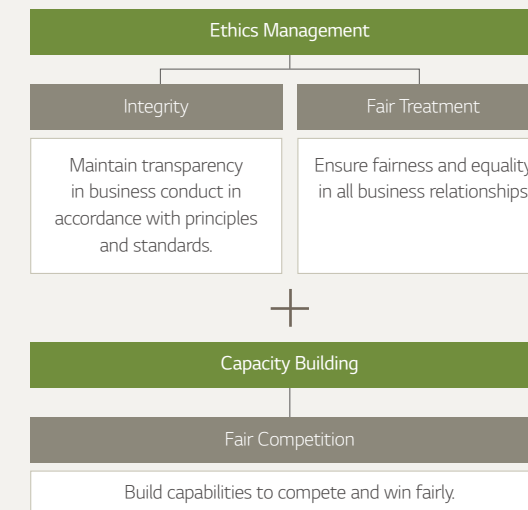 Ethics Management
Integrity
Maintain transparency
in business conduct in
accordance with principles
and standards.
Fair Treatment
Ensure fairness and equality
in all business relationships
Capacity Building
Fair Competition
Build capabilities to compete and win fairly.